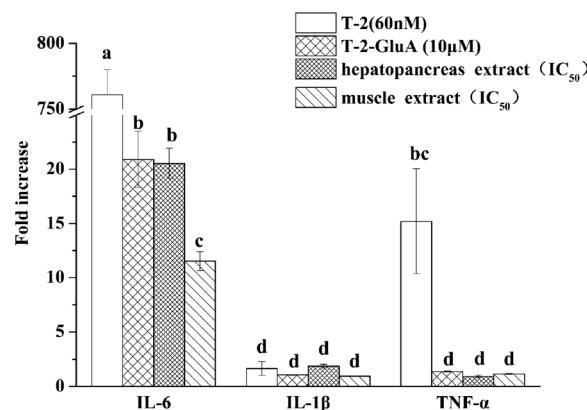 800
750
20
15
10
5
0
Fold increase
T-2(60nM)
T-2-GluA (10μM)
hepatopancreas extract（IC50）
muscle extract（IC50）
a
b
b
c
d
d
d
d
bc
d
d
d
IL-6
IL-1β
TNF-α